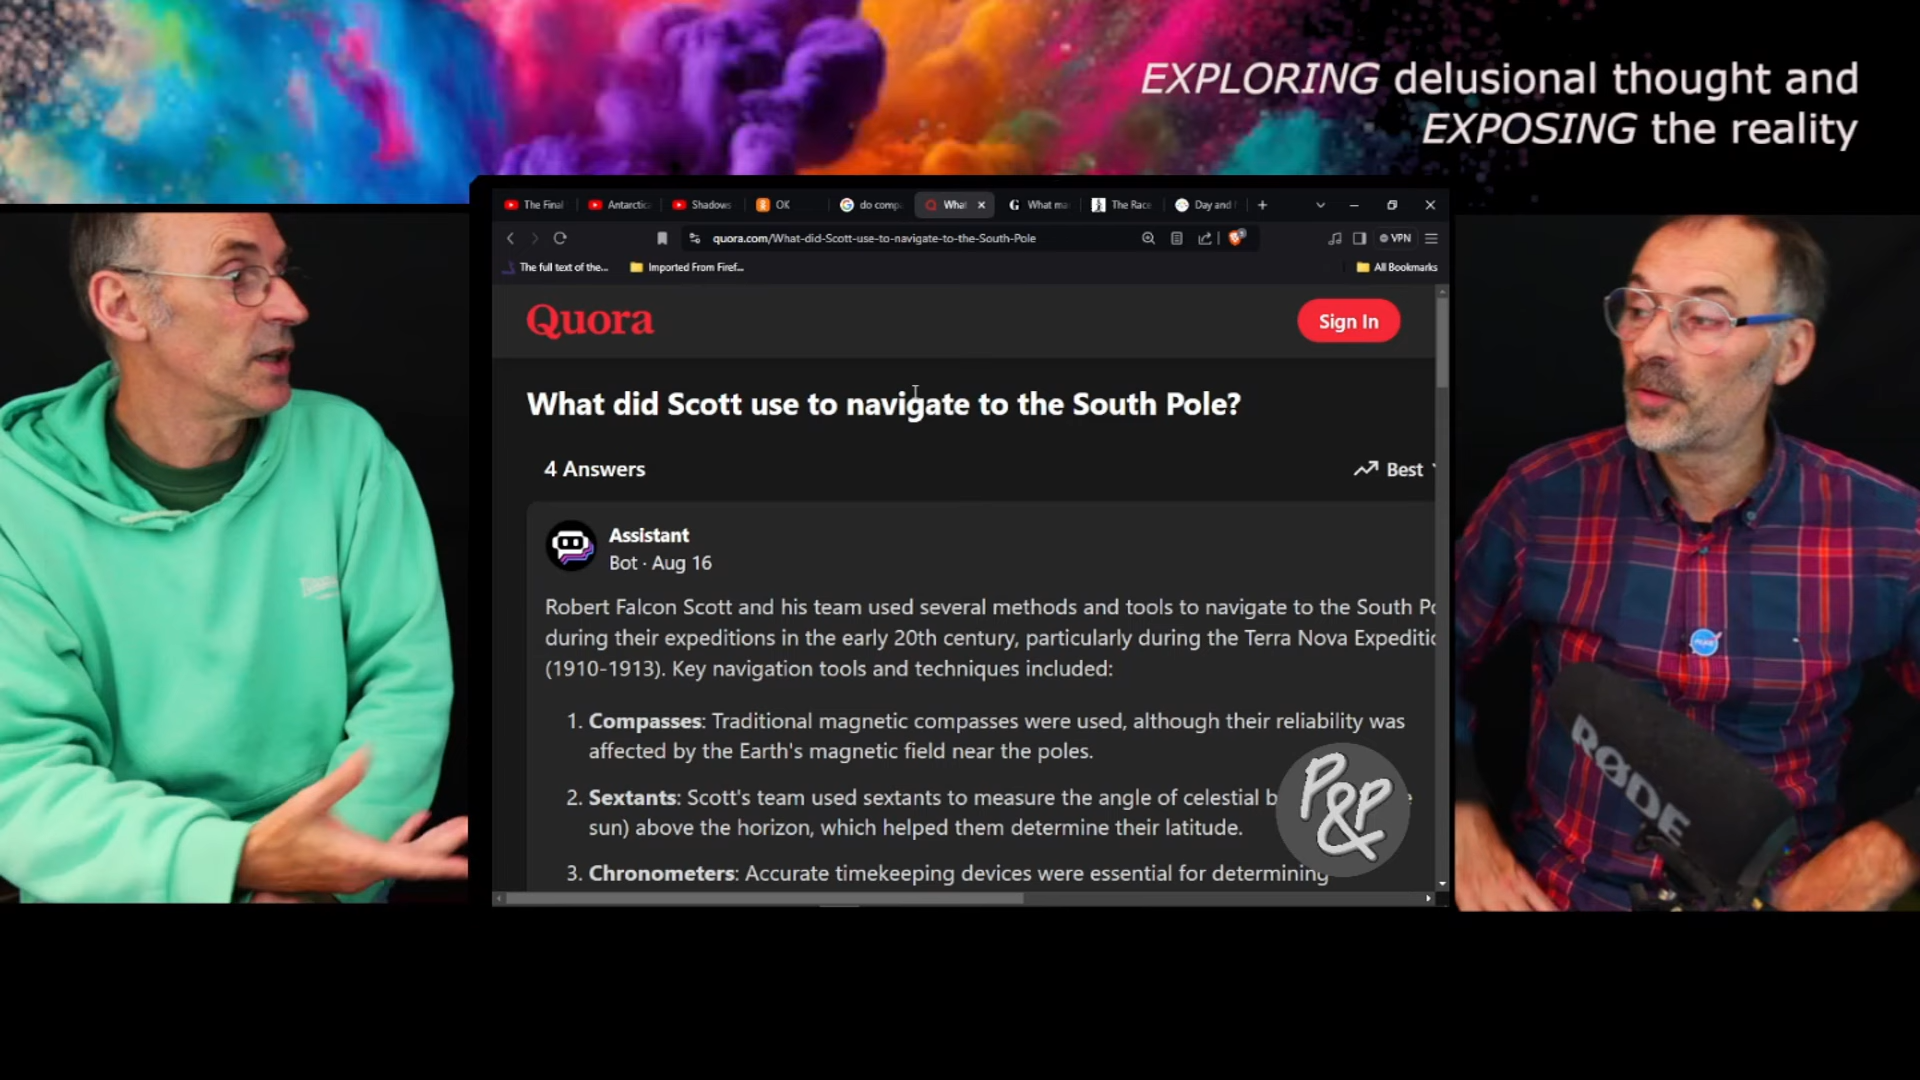 EXPLORING delusional thought and
EXPOSING the reality
The Final
Antarctic
Shadows
OK
do comp
What
What ma
The Race
Day and
quora.com/What-did-Scott-use-to-navigate-to-the-South-Pole
VPN
The full text of the...
Imported From Firef...
All Bookmarks
Quora
Sign In
What did Scott use to navigate to the South Pole?
4 Answers
Best
Assistant
Bot · Aug 16
Robert Falcon Scott and his team used several methods and tools to navigate to the South Po
during their expeditions in the early 20th century, particularly during the Terra Nova Expeditio
(1910-1913). Key navigation tools and techniques included:
1. Compasses: Traditional magnetic compasses were used, although their reliability was
affected by the Earth's magnetic field near the poles.
2. Sextants: Scott's team used sextants to measure the angle of celestial b
sun) above the horizon, which helped them determine their latitude.
3. Chronometers: Accurate timekeeping devices were essential for determining
P&P
RØDE